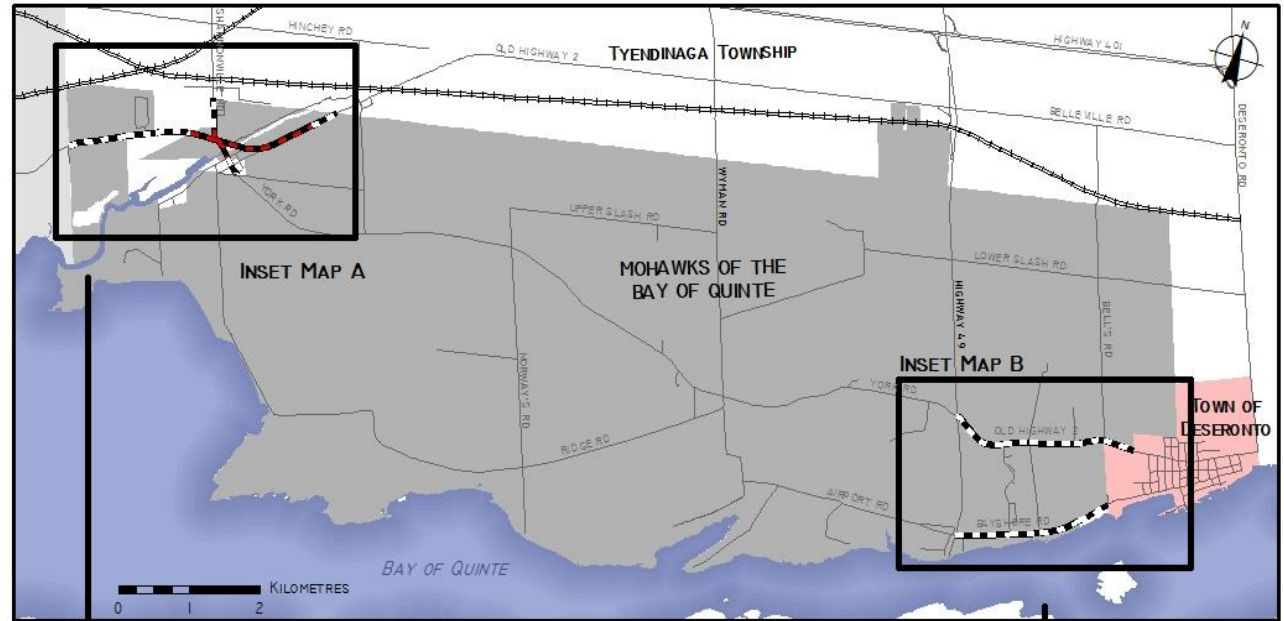 SHANNONVILLE RD
HINCHEY RD
OLD HIGHWAY 2
TYENDINAGA TOWNSHIP
HIGHWAY 401
N
BELLEVILLE RD
DESERONTO RD
YORK RD
WYMAN RD
UPPER SLASH RD
LOWER SLASH RD
INSET MAP A
MOHAWKS OF THE
BAY OF QUINTE
HIGHWAY 49
BELL'S RD
INSET MAP B
NORWAY'S RD
YORK RD
TOWN OF
DESERONTO
OLD HIGHWAY 2
RIDGE RD
AIRPORT RD
BAYSHORE RD
BAY OF QUINTE
KILOMETRES
0 1 2